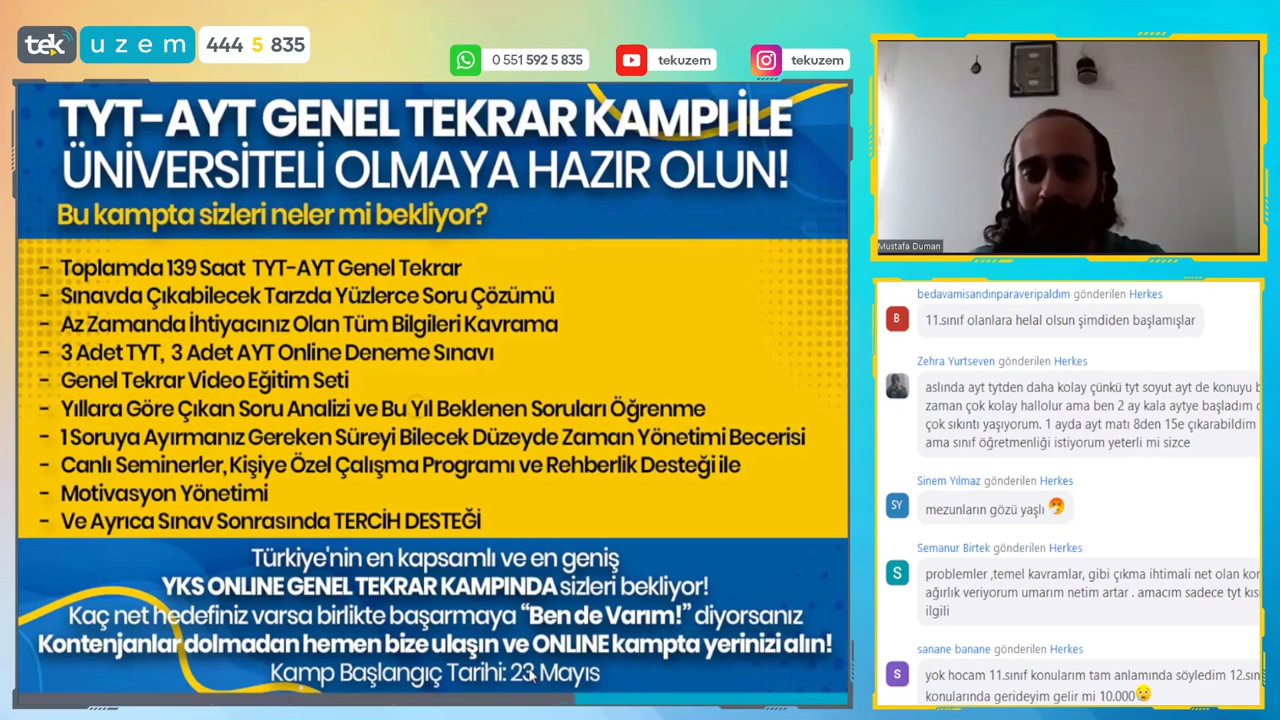 tek
uzem
444 5 835
0 551 592 5 835
tekuzem
tekuzem
TYT-AYT GENEL TEKRAR KAMPI İLE
ÜNİVERSİTELİ OLMAYA HAZIR OLUN!
Bu kampta sizleri neler mi bekliyor?
- Toplamda 139 Saat TYT-AYT Genel Tekrar
- Sınavda Çıkabilecek Tarzda Yüzlerce Soru Çözümü
- Az Zamanda İhtiyacınız Olan Tüm Bilgileri Kavrama
- 3 Adet TYT, 3 Adet AYT Online Deneme Sınavı
- Genel Tekrar Video Eğitim Seti
- Yıllara Göre Çıkan Soru Analizi ve Bu Yıl Beklenen Soruları Öğrenme
- 1 Soruya Ayırmanız Gereken Süreyi Bilecek Düzeyde Zaman Yönetimi Becerisi
- Canlı Seminerler, Kişiye Özel Çalışma Programı ve Rehberlik Desteği ile
- Motivasyon Yönetimi
- Ve Ayrıca Sınav Sonrasında TERCİH DESTEĞİ
Türkiye'nin en kapsamlı ve en geniş
YKS ONLINE GENEL TEKRAR KAMPINDA sizleri bekliyor!
Kaç net hedefiniz varsa birlikte başarmaya “Ben de Varım!” diyorsanız
Kontenjanlar dolmadan hemen bize ulaşın ve ONLINE kampta yerinizi alın!
Kamp Başlangıç Tarihi: 23 Mayıs
Mustafa Duman
bedavamisandınparaveripaldım gönderilen Herkes
B
11.sınıf olanlara helal olsun şimdiden başlamışlar
Zehra Yurtseven gönderilen Herkes
aslında ayt tytden daha kolay çünkü tyt soyut ayt de konuyu b
zaman çok kolay hallolur ama ben 2 ay kala aytye başladım
çok sıkıntı yaşıyorum. 1 ayda ayt matı 8den 15e çıkarabildim
ama sınıf öğretmenliği istiyorum yeterli mi sizce
Sinem Yılmaz gönderilen Herkes
SY
mezunların gözü yaşlı
Semanur Birtek gönderilen Herkes
S
problemler ,temel kavramlar, gibi çıkma ihtimali net olan kor
ağırlık veriyorum umarım netim artar . amacım sadece tyt kıs
ilgili
sanane banane gönderilen Herkes
S
yok hocam 11.sınıf konularım tam anlamında söyledim 12.sın
konularında gerideyim gelir mi 10.000